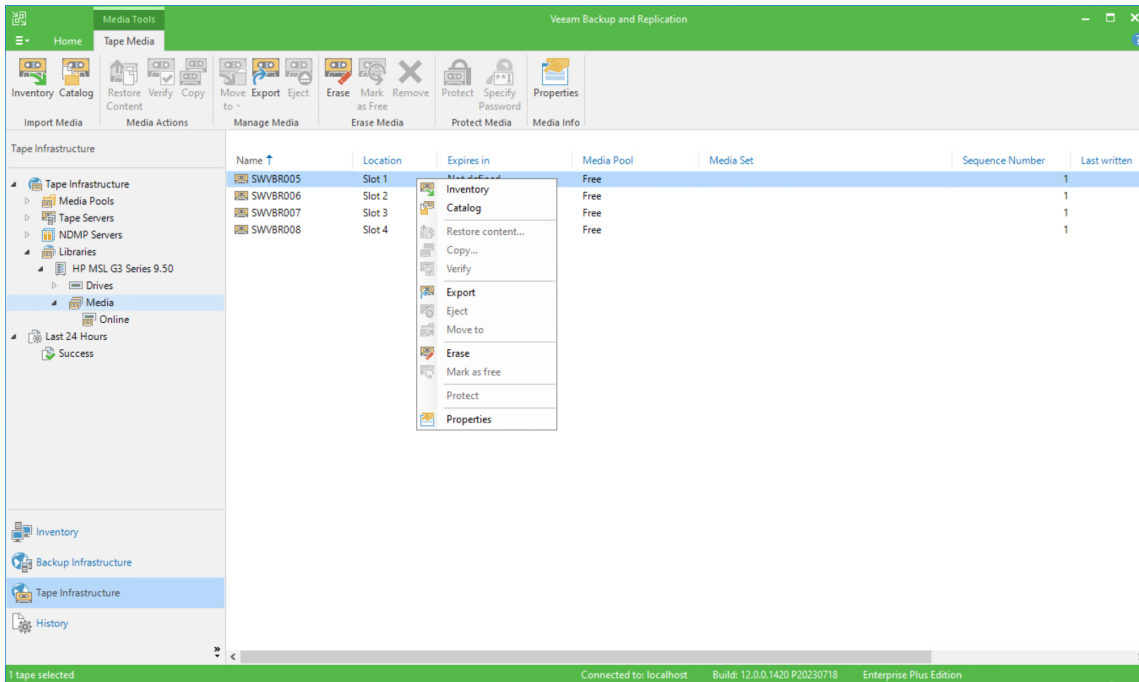 Media Tools
Veeam Backup and Replication
Home
Tape Media
Inventory Catalog
Restore Content
Verify
Copy
Move to
Export
Eject
Erase
Mark as Free
Remove
Protect
Specify Password
Properties
Import Media
Media Actions
Manage Media
Erase Media
Protect Media
Media Info
Tape Infrastructure
Tape Infrastructure
Media Pools
Tape Servers
NDMP Servers
Libraries
HP MSL G3 Series 9.50
Drives
Media
Online
Last 24 Hours
Success
Inventory
Backup Infrastructure
Tape Infrastructure
History
Name Location Expires in Media Pool Media Set Sequence Number Last written
SWVBR005 Slot 1 Not defined Free 1
SWVBR006 Slot 2 Free 1
SWVBR007 Slot 3 Free 1
SWVBR008 Slot 4 Free 1
Inventory
Catalog
Restore content...
Copy...
Verify
Export
Eject
Move to
Erase
Mark as free
Protect
Properties
1 tape selected
Connected to: localhost
Build: 12.0.0.1420 P20230718
Enterprise Plus Edition